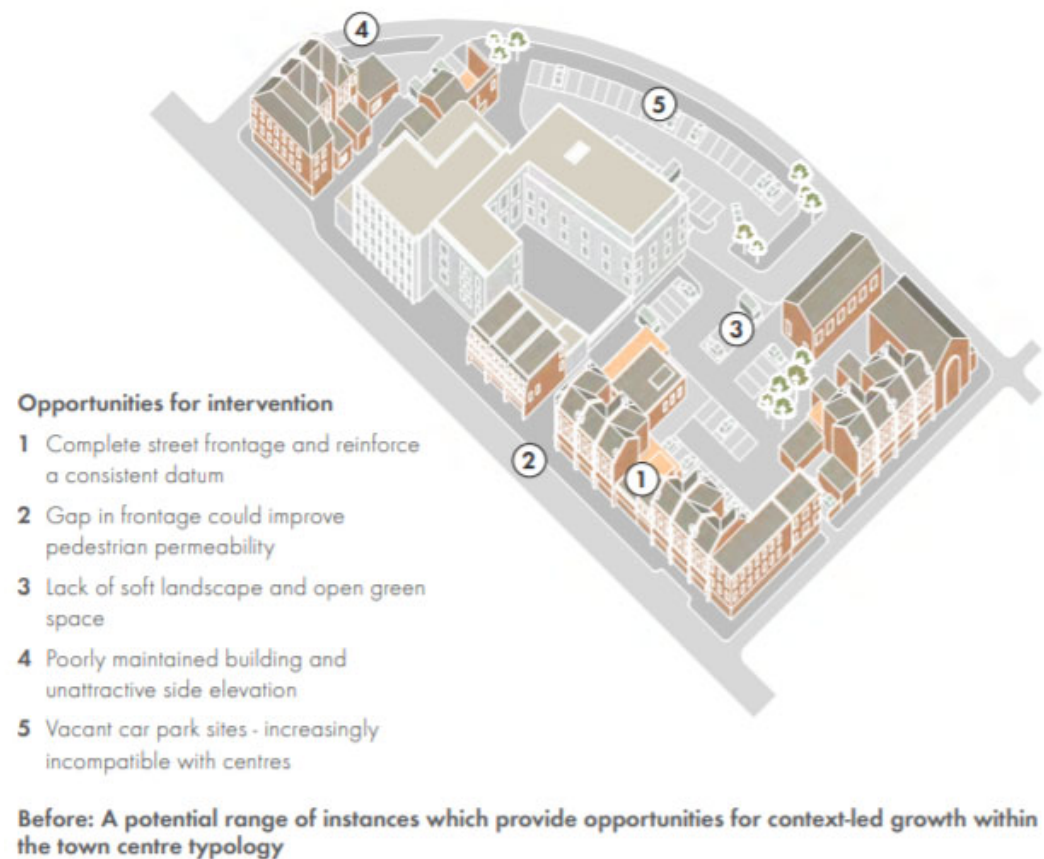 4
5
3
2
1
Opportunities for intervention
1 Complete street frontage and reinforce
a consistent datum
2 Gap in frontage could improve
pedestrian permeability
3 Lack of soft landscape and open green
space
4 Poorly maintained building and
unattractive side elevation
5 Vacant car park sites - increasingly
incompatible with centres
Before: A potential range of instances which provide opportunities for context-led growth within
the town centre typology